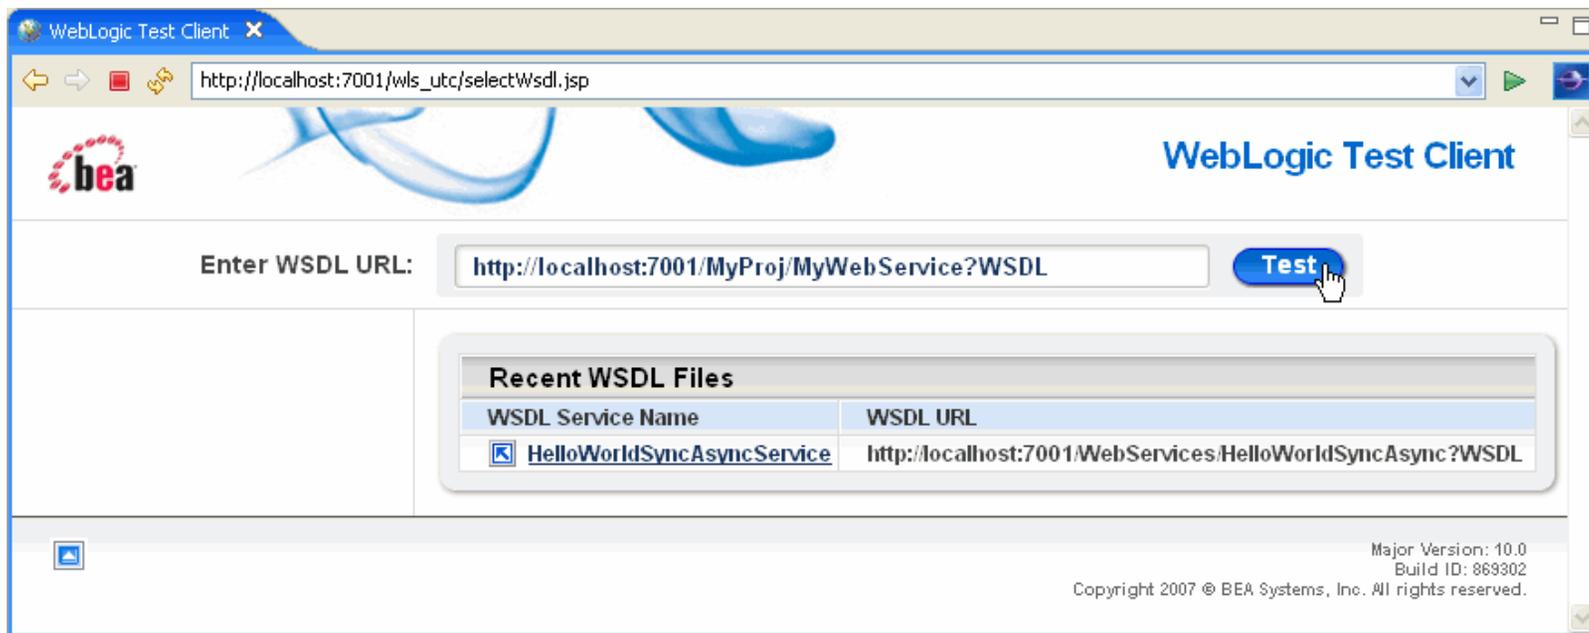 WebLogic Test Client
http://localhost:7001/wls_utc/selectWsdl.jsp
bea
WebLogic Test Client
Enter WSDL URL: http://localhost:7001/MyProj/MyWebService?WSDL Test
Recent WSDL Files
WSDL Service Name WSDL URL
HelloWorldSyncAsyncService http://localhost:7001/WebServices/HelloWorldSyncAsync?WSDL
Major Version: 10.0
Build ID: 869302
Copyright 2007 © BEA Systems, Inc. All rights reserved.